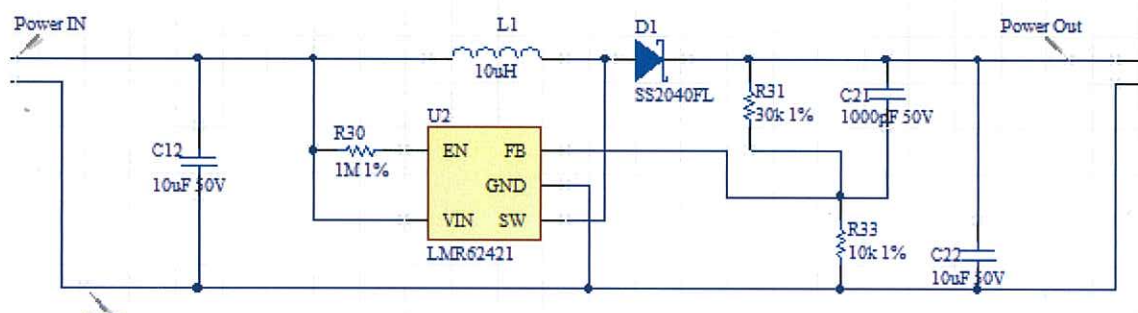 Power IN
L1
10uH
D1
SS2040FL
Power Out
R31
30k 1%
C21
1000pF 50V
U2
R30
1M 1%
EN
FB
GND
VIN
SW
LMR62421
C12
10uF 50V
R33
10k 1%
C22
10uF 50V